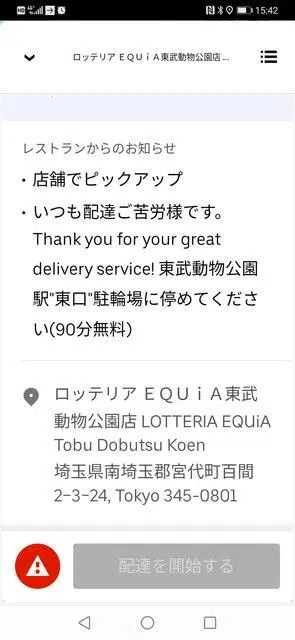 15:42
ロッテリア ＥＱＵｉＡ東武動物公園店 ...
レストランからのお知らせ
・店舗でピックアップ
・いつも配達ご苦労様です。
Thank you for your great
delivery service! 東武動物公園
駅"東口"駐輪場に停めてくださ
い(90分無料)
ロッテリア ＥＱＵｉＡ東武
動物公園店 LOTTERIA EQUiA
Tobu Dobutsu Koen
埼玉県南埼玉郡宮代町百間
2−3−24, Tokyo 345-0801
配達を開始する